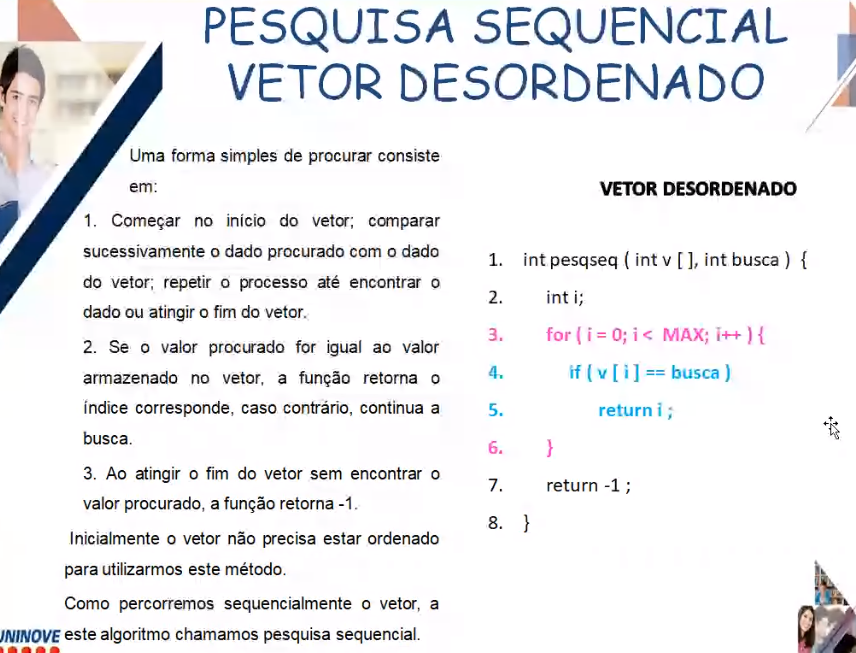 PESQUISA SEQUENCIAL
VETOR DESORDENADO
Uma forma simples de procurar consiste
em:
1. Começar no início do vetor; comparar
sucessivamente o dado procurado com o dado
do vetor; repetir o processo até encontrar o
dado ou atingir o fim do vetor.
2. Se o valor procurado for igual ao valor
armazenado no vetor, a função retorna o
índice corresponde, caso contrário, continua a
busca.
3. Ao atingir o fim do vetor sem encontrar o
valor procurado, a função retorna -1.
Inicialmente o vetor não precisa estar ordenado
para utilizarmos este método.
Como percorremos sequencialmente o vetor, a
este algoritmo chamamos pesquisa sequencial.
VETOR DESORDENADO
1. int pesqseq ( int v [ ], int busca ) {
2. int i;
3. for ( i = 0; i < MAX; i++ ) {
4. if ( v [ i ] == busca )
5. return i ;
6. }
7. return -1 ;
8. }
UNINOVE